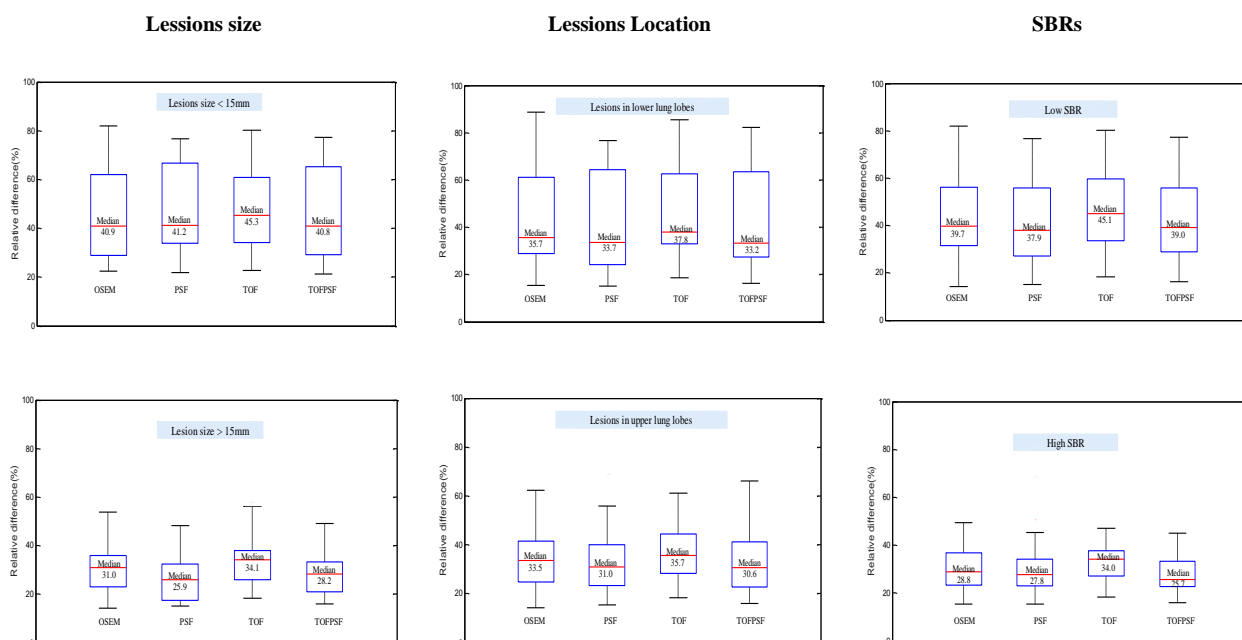 Lessions size
Lessions Location
SBRs
Relative difference(%)
100
80
60
40
20
0
Lesions size < 15mm
Median
40.9
Median
41.2
Median
45.3
Median
40.8
OSEM
PSF
TOF
TOFPSF
Relative difference(%)
100
80
60
40
20
0
Lesions in lower lung lobes
Median
35.7
Median
33.7
Median
37.8
Median
33.2
OSEM
PSF
TOF
TOFPSF
Relative difference(%)
100
80
60
40
20
0
Low SBR
Median
39.7
Median
37.9
Median
45.1
Median
39.0
OSEM
PSF
TOF
TOFPSF
Relative difference(%)
100
80
60
40
20
Lesion size > 15mm
Median
31.0
Median
25.9
Median
34.1
Median
28.2
OSEM
PSF
TOF
TOFPSF
Relative difference(%)
100
80
60
40
20
Lesions in upper lung lobes
Median
33.5
Median
31.0
Median
35.7
Median
30.6
OSEM
PSF
TOF
TOFPSF
Relative difference(%)
100
80
60
40
20
High SBR
Median
28.8
Median
27.8
Median
34.0
Median
25.7
OSEM
PSF
TOF
TOFPSF